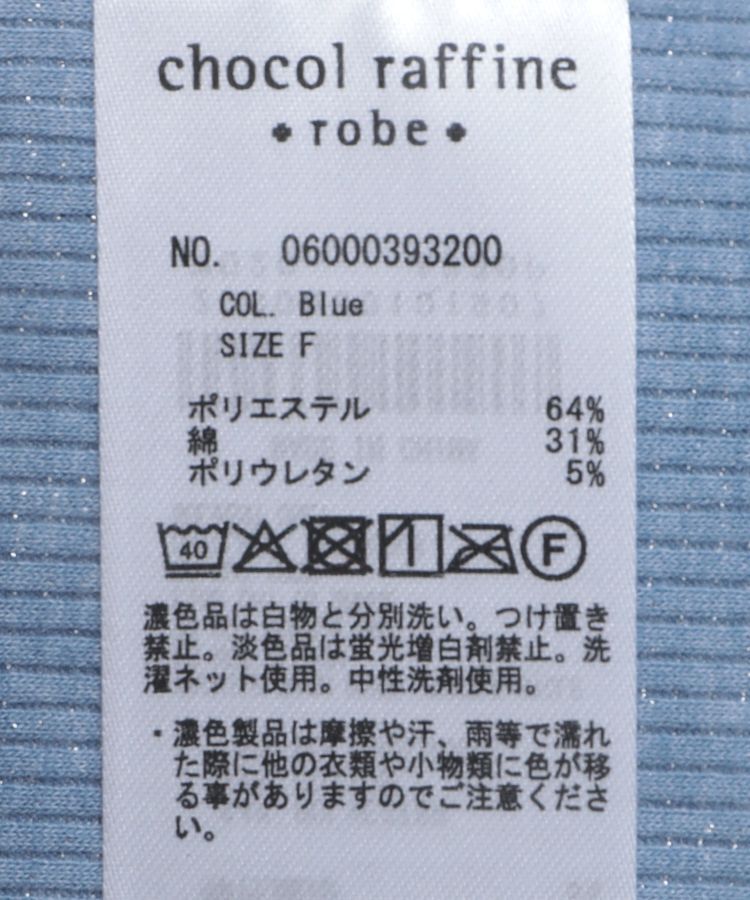 chocol raffine
robe
NO. 06000393200
COL. Blue
SIZE F
ポリエステル 64%
綿 31%
ポリウレタン 5%
40 F
濃色品は白物と分別洗い。つけ置き
禁止。淡色品は蛍光増白剤禁止。洗
濯ネット使用。中性洗剤使用。
・濃色製品は摩擦や汗、雨等で濡れ
た際に他の衣類や小物類に色が移
る事がありますのでご注意くださ
い。